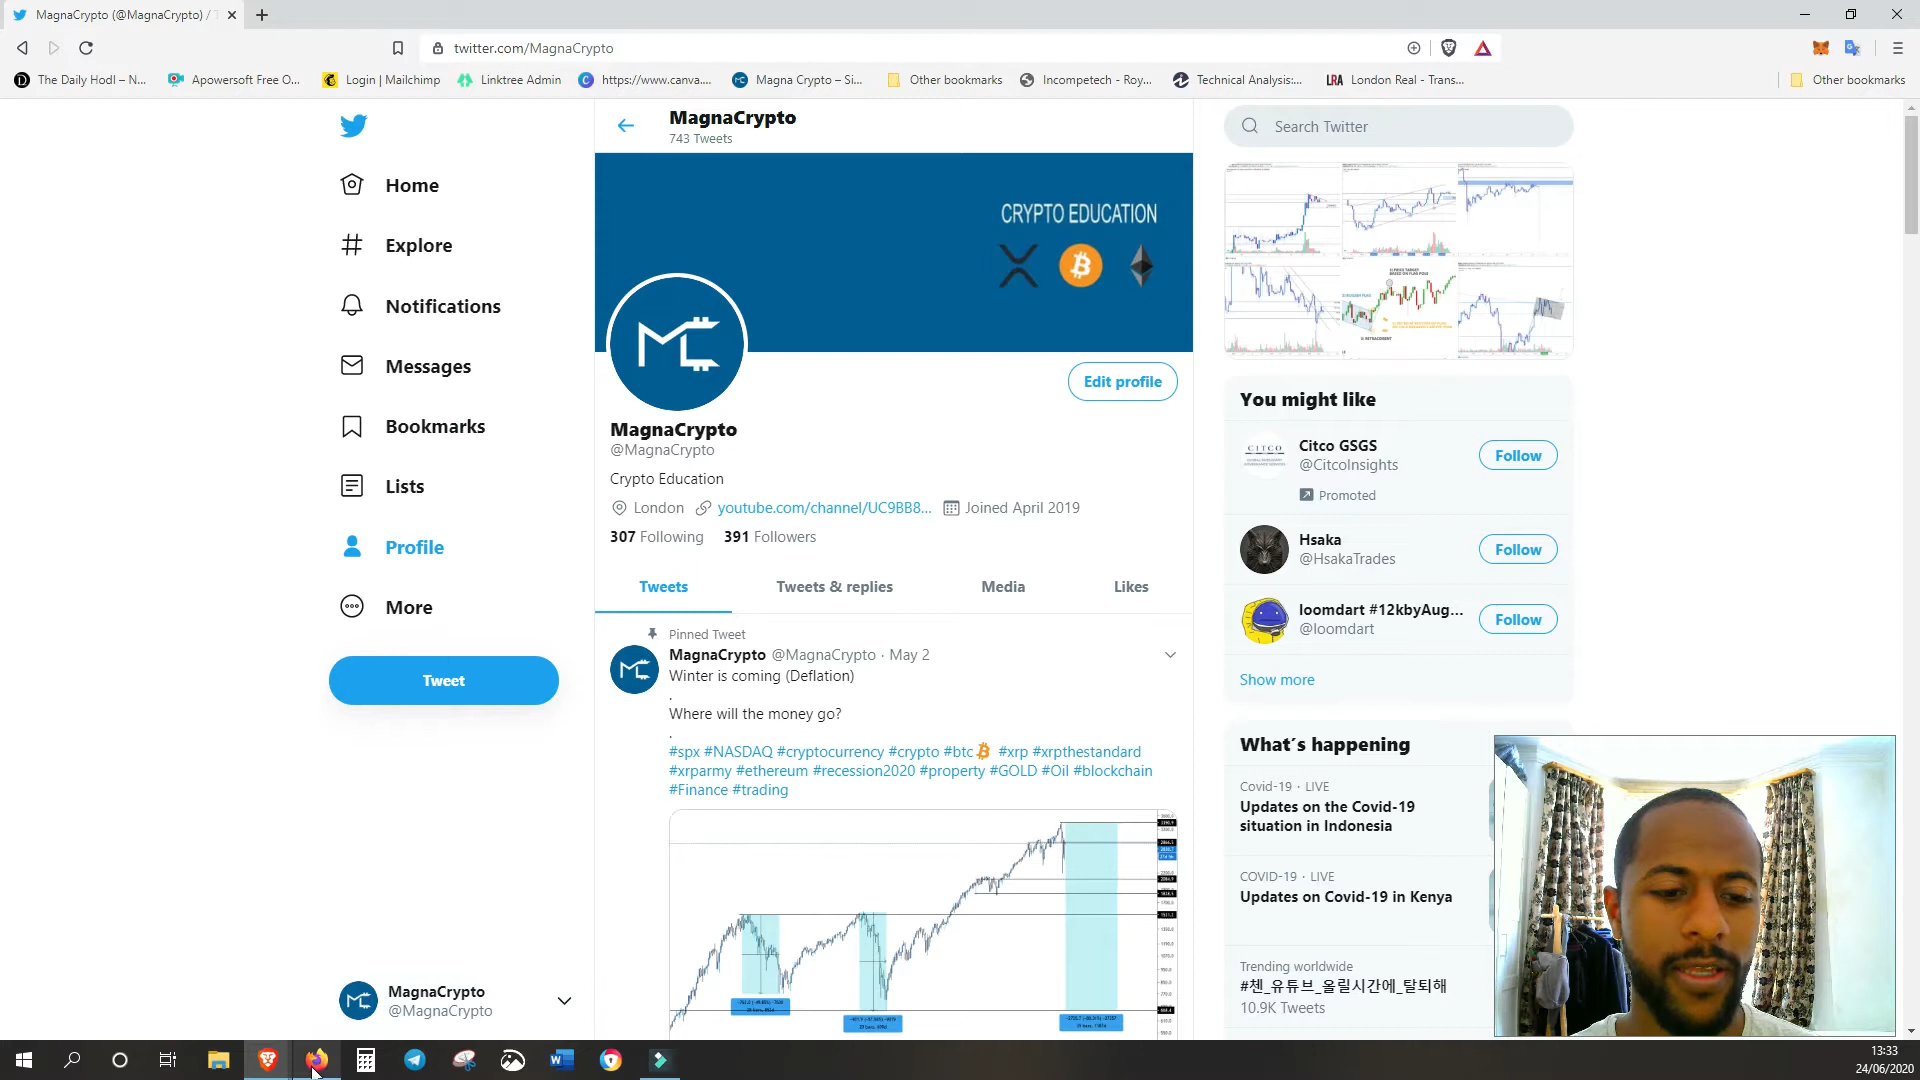 MagnaCrypto (@MagnaCrypto) /
twitter.com/MagnaCrypto
The Daily Hodl – N...
Apowersoft Free O...
Login | Mailchimp
Linktree Admin
https://www.canva....
Magna Crypto – Si...
Other bookmarks
Incompetech - Roy...
Technical Analysis:...
LRA London Real - Trans...
Other bookmarks
MagnaCrypto
743 Tweets
Home
Explore
Notifications
Messages
Bookmarks
Lists
Profile
More
Tweet
MagnaCrypto
@MagnaCrypto
CRYPTO EDUCATION
MC
Edit profile
MagnaCrypto
@MagnaCrypto
Crypto Education
London youtube.com/channel/UC9BB8... Joined April 2019
307 Following 391 Followers
Tweets Tweets & replies Media Likes
Pinned Tweet
MagnaCrypto @MagnaCrypto · May 2
Winter is coming (Deflation)
.
Where will the money go?
.
#spx #NASDAQ #cryptocurrency #crypto #btc #xrp #xrpthestandard
#xrparmy #ethereum #recession2020 #property #GOLD #Oil #blockchain
#Finance #trading
Search Twitter
You might like
CITCO
Citco GSGS
@CitcoInsights
Promoted
Follow
Hsaka
@HsakaTrades
Follow
loomdart #12kbyAug...
@loomdart
Follow
Show more
What's happening
Covid-19 · LIVE
Updates on the Covid-19
situation in Indonesia
COVID-19 · LIVE
Updates on Covid-19 in Kenya
Trending worldwide
#첸_유튜브_올릴시간에_탈퇴해
10.9K Tweets
13:33
24/06/2020